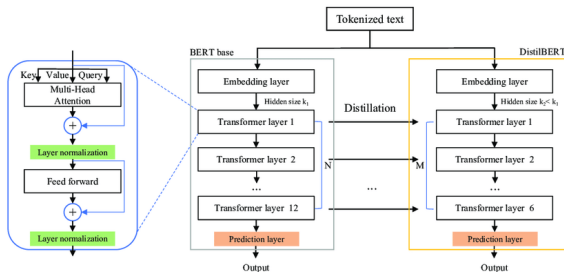 Tokenized text
BERT base
DistilBERT
Key
Value
Query
Multi-Head
Attention
+
Layer normalization
Feed forward
+
Layer normalization
Embedding layer
Hidden size k₁
Transformer layer 1
Transformer layer 2
...
Transformer layer 12
Prediction layer
Output
N
Distillation
...
M
Embedding layer
Hidden size k₂< k₁
Transformer layer 1
Transformer layer 2
...
Transformer layer 6
Prediction layer
Output